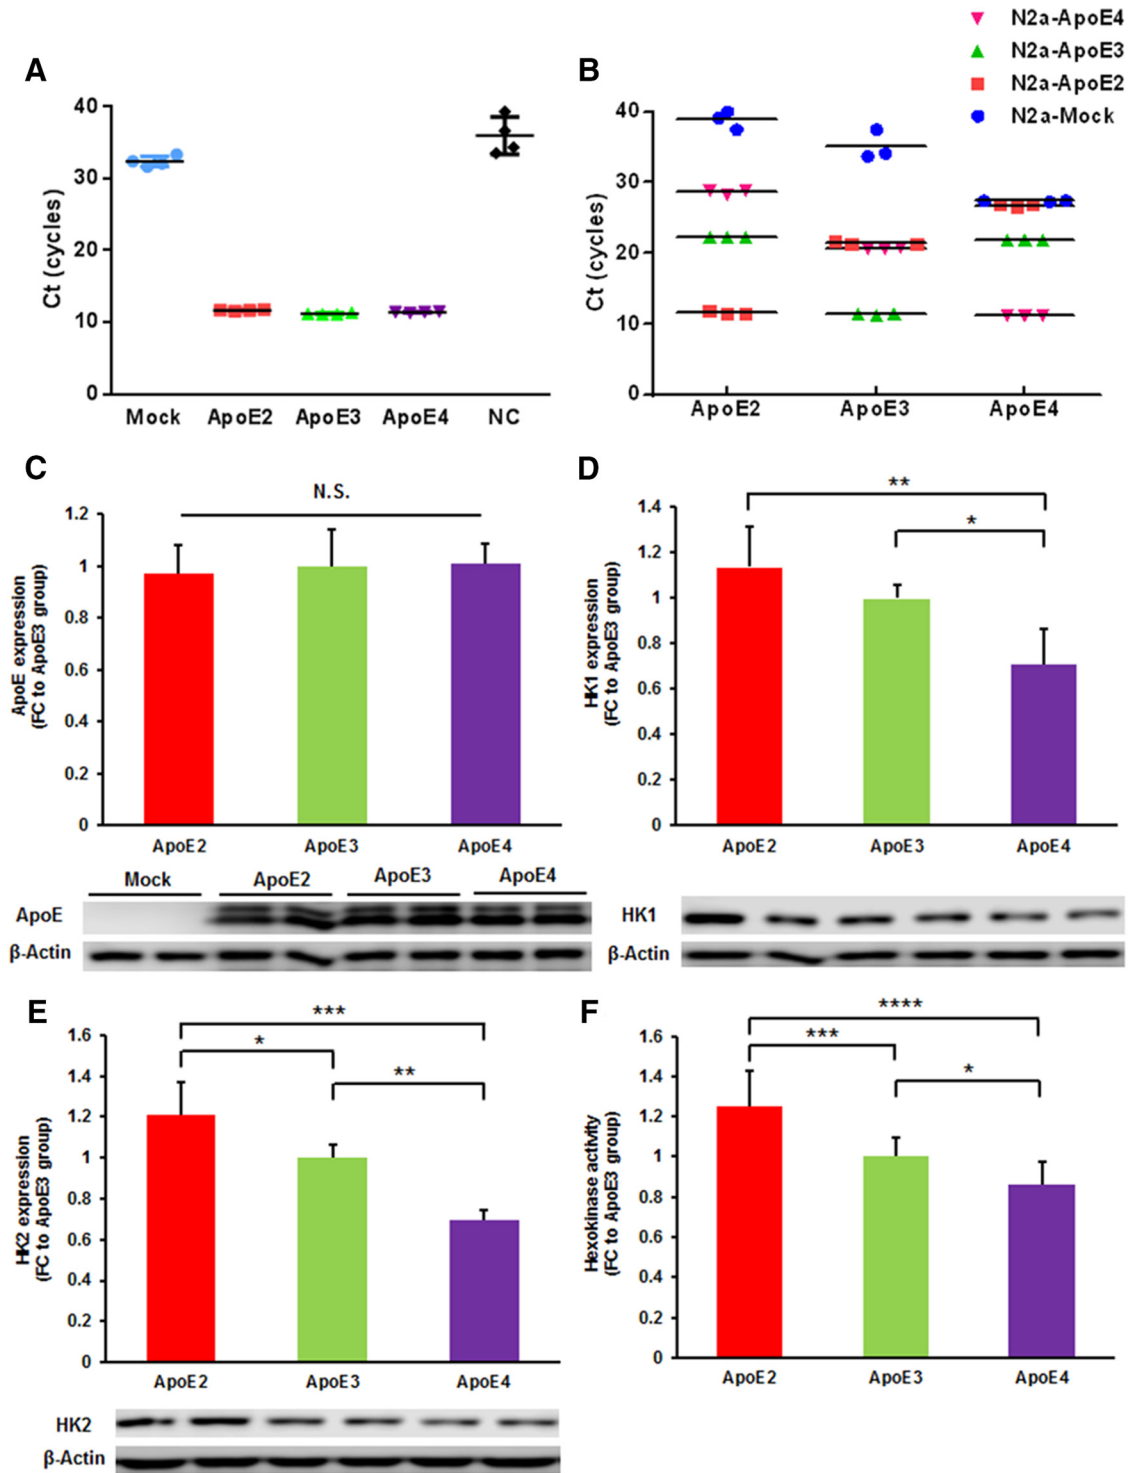 N2a-ApoE4
N2a-ApoE3
N2a-ApoE2
N2a-Mock
A
Ct (cycles)
40
30
20
10
0
Mock ApoE2 ApoE3 ApoE4 NC
B
Ct (cycles)
40
30
20
10
0
ApoE2 ApoE3 ApoE4
C
N.S.
ApoE expression
(FC to ApoE3 group)
1.2
1
0.8
0.6
0.4
0.2
0
ApoE2 ApoE3 ApoE4
Mock ApoE2 ApoE3 ApoE4
ApoE
β-Actin
D
**
*
HK1 expression
(FC to ApoE3 group)
1.4
1.2
1
0.8
0.6
0.4
0.2
0
ApoE2 ApoE3 ApoE4
HK1
β-Actin
E
***
*
**
HK2 expression
(FC to ApoE3 group)
1.6
1.4
1.2
1
0.8
0.6
0.4
0.2
0
ApoE2 ApoE3 ApoE4
HK2
β-Actin
F
****
***
*
Hexokinase activity
(FC to ApoE3 group)
1.6
1.4
1.2
1
0.8
0.6
0.4
0.2
0
ApoE2 ApoE3 ApoE4